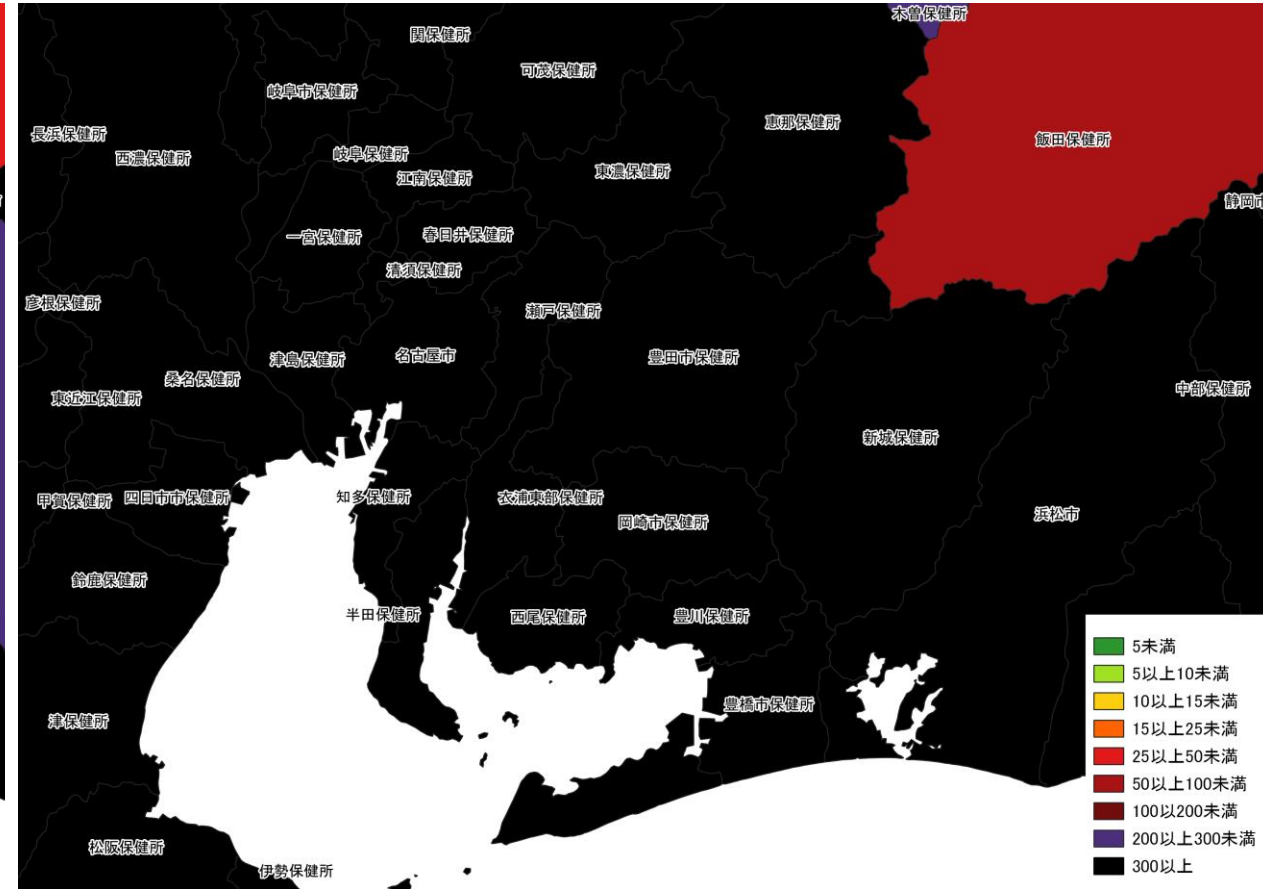 関保健所
木曽保健所
可茂保健所
岐阜市保健所
恵那保健所
長浜保健所
飯田保健所
西濃保健所
岐阜保健所
東濃保健所
江南保健所
静岡市
一宮保健所
春日井保健所
清須保健所
彦根保健所
瀬戸保健所
津島保健所
名古屋市
豊田市保健所
桑名保健所
東近江保健所
中部保健所
新城保健所
甲賀保健所
四日市市保健所
知多保健所
衣浦東部保健所
岡崎市保健所
浜松市
鈴鹿保健所
半田保健所
西尾保健所
豊川保健所
豊橋市保健所
津保健所
松阪保健所
伊勢保健所
5未満
5以上10未満
10以上15未満
15以上25未満
25以上50未満
50以上100未満
100以200未満
200以上300未満
300以上